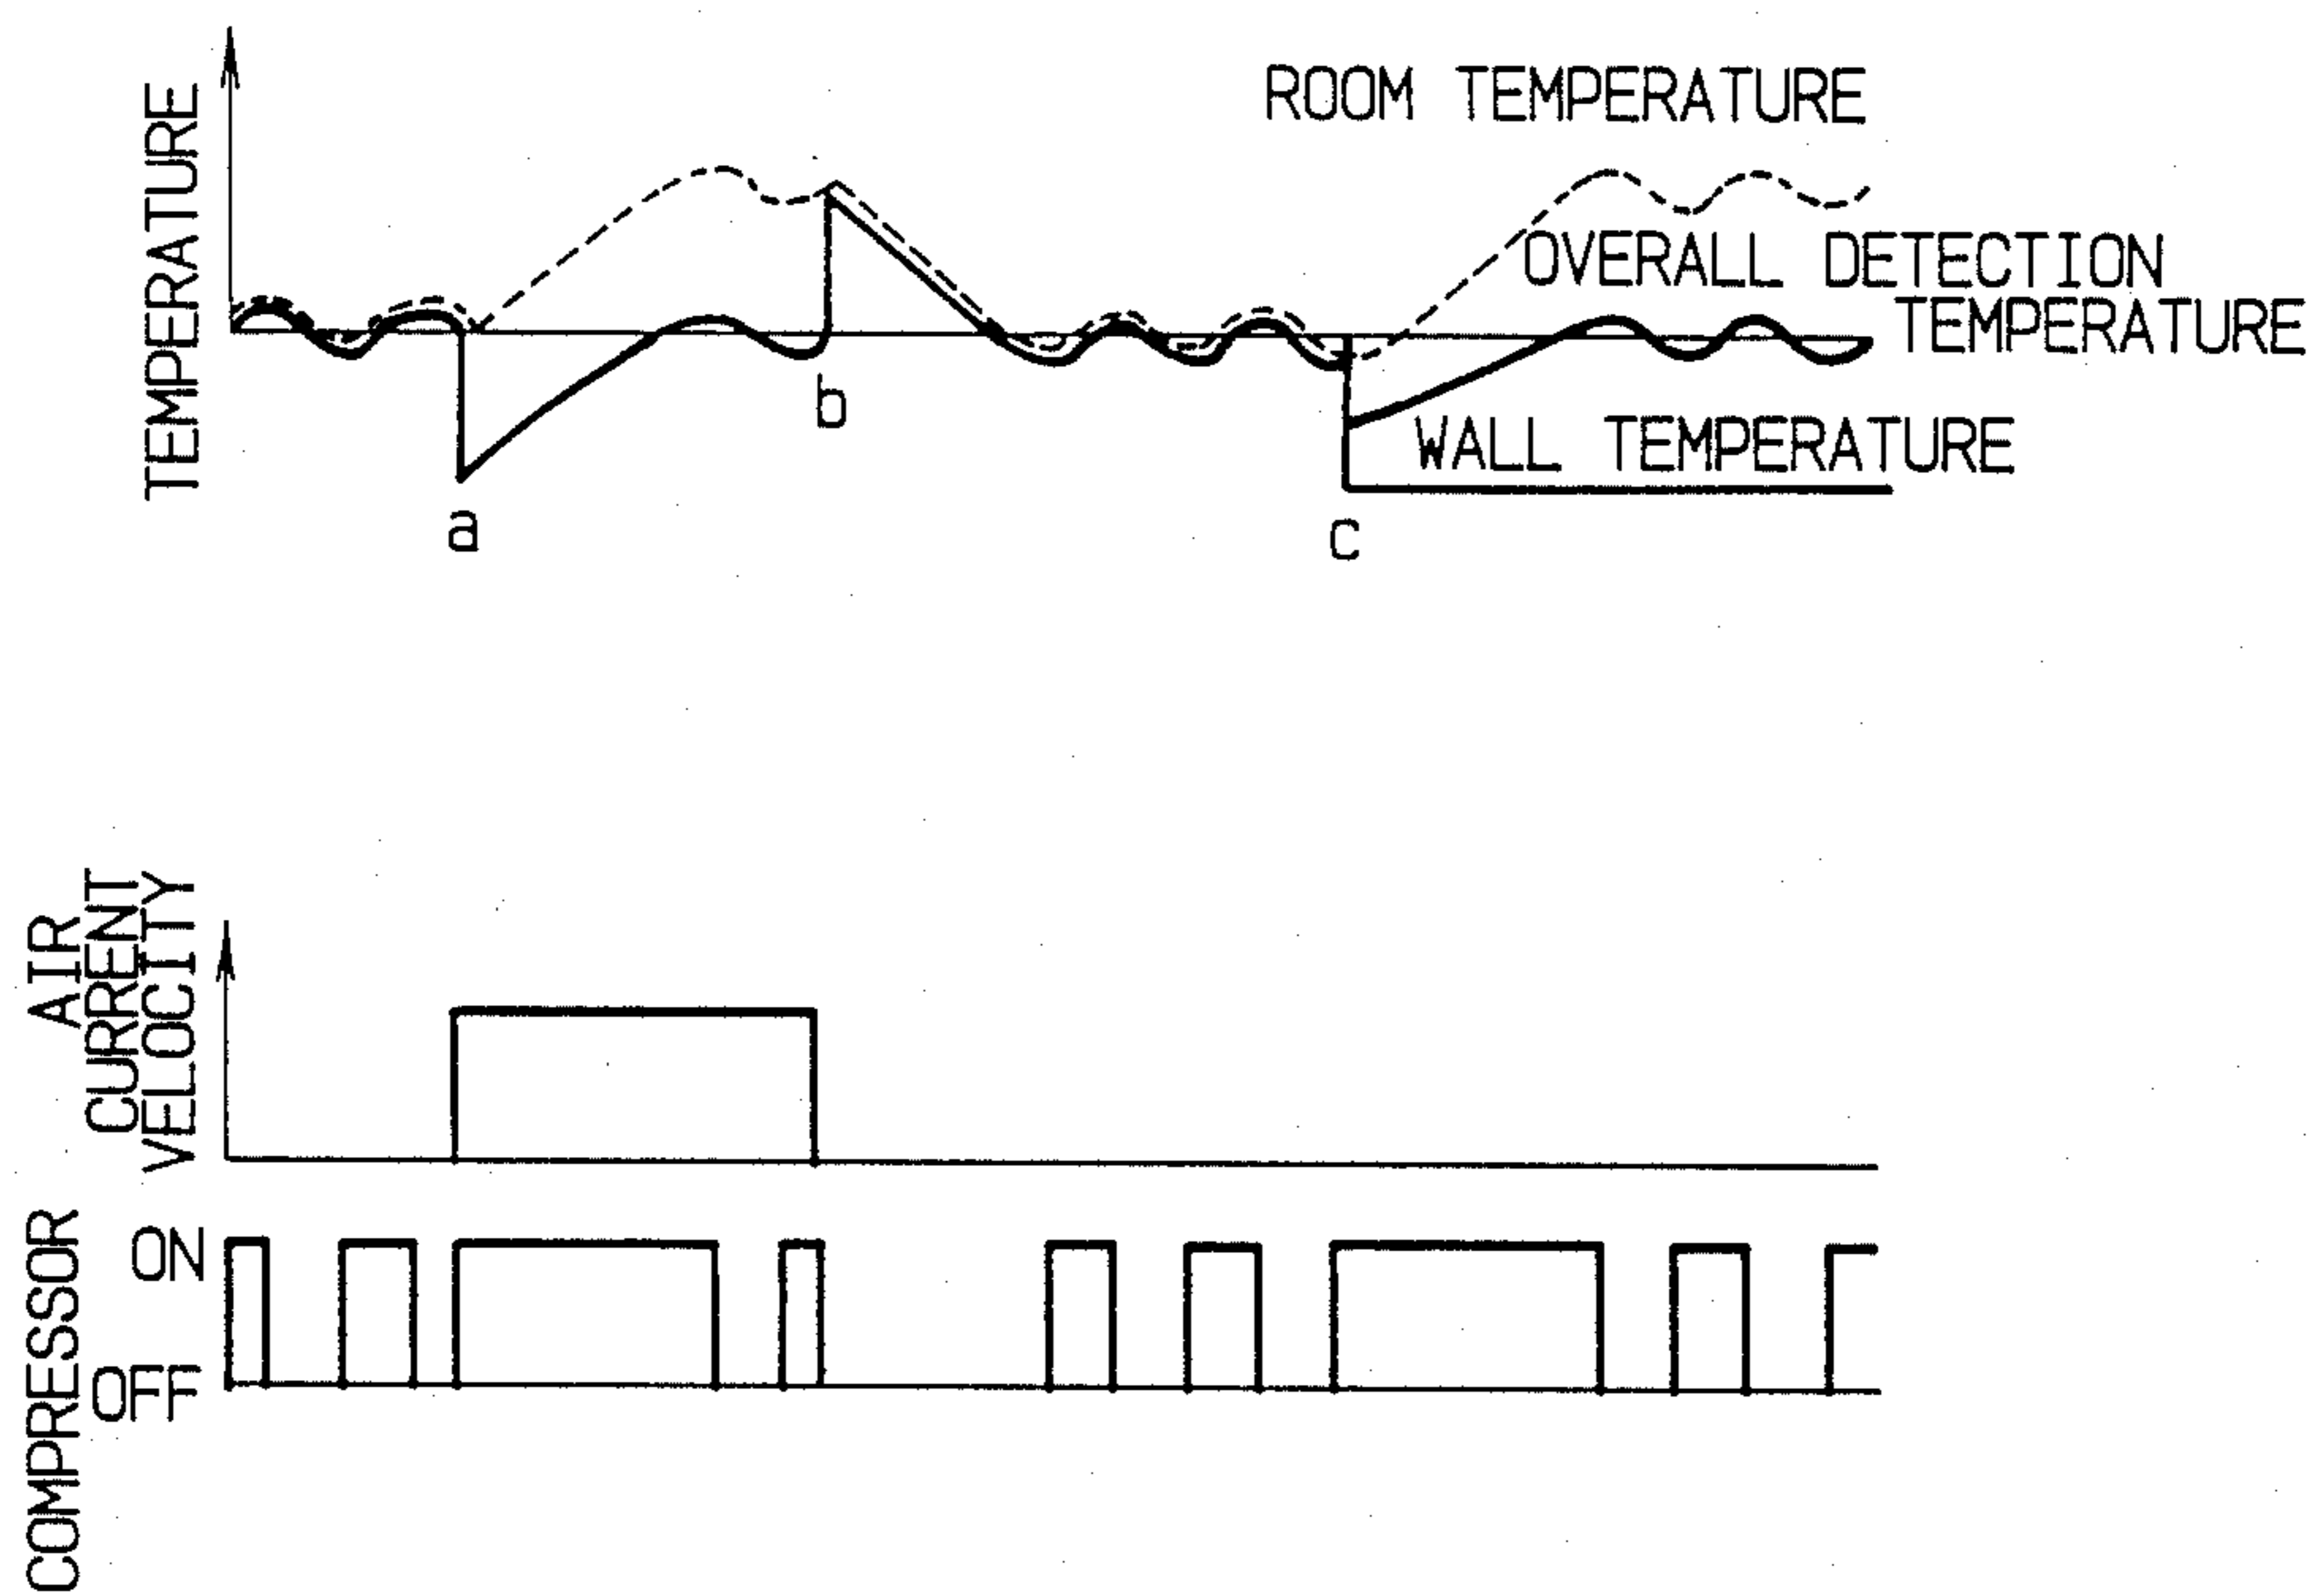 TEMPERATURE
ROOM TEMPERATURE
OVERALL DETECTION
TEMPERATURE
WALL TEMPERATURE
a
b
c
AIR
CURRENT
VELOCITY
COMPRESSOR
ON
OFF